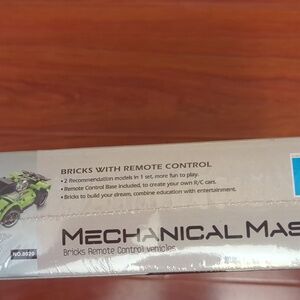 BRICKS WITH REMOTE CONTROL
• 2 Recommendation models in 1 set, more fun to play.
• Remote Control Base included, to create your own R/C cars.
• Bricks to build your dream, combine education with entertainment.
MECHANICAL MAS
Bricks Remote Control vehicles
NO.8020